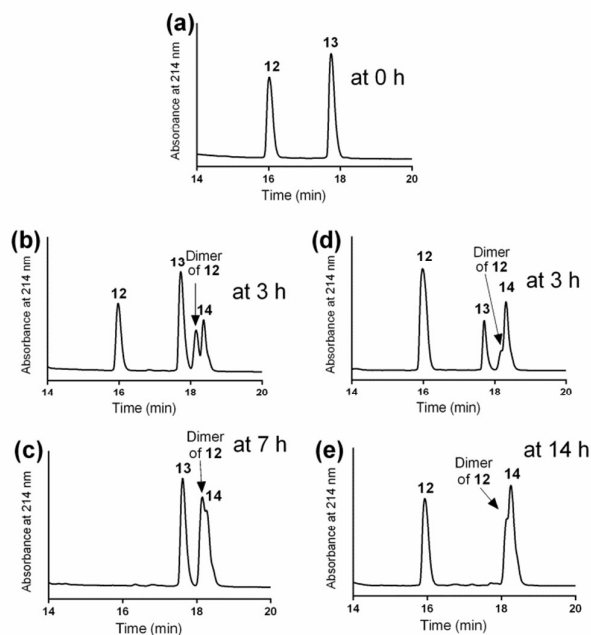 (a)
Absorbance at 214 nm
12
13
at 0 h
14 16 18 20
Time (min)
(b)
Absorbance at 214 nm
12
13
Dimer
of 12
14
at 3 h
14 16 18 20
Time (min)
(d)
Absorbance at 214 nm
12
Dimer
of 12
13
14
at 3 h
14 16 18 20
Time (min)
(c)
Absorbance at 214 nm
13
Dimer
of 12
14
at 7 h
14 16 18 20
Time (min)
(e)
Absorbance at 214 nm
12
Dimer
of 12
14
at 14 h
14 16 18 20
Time (min)